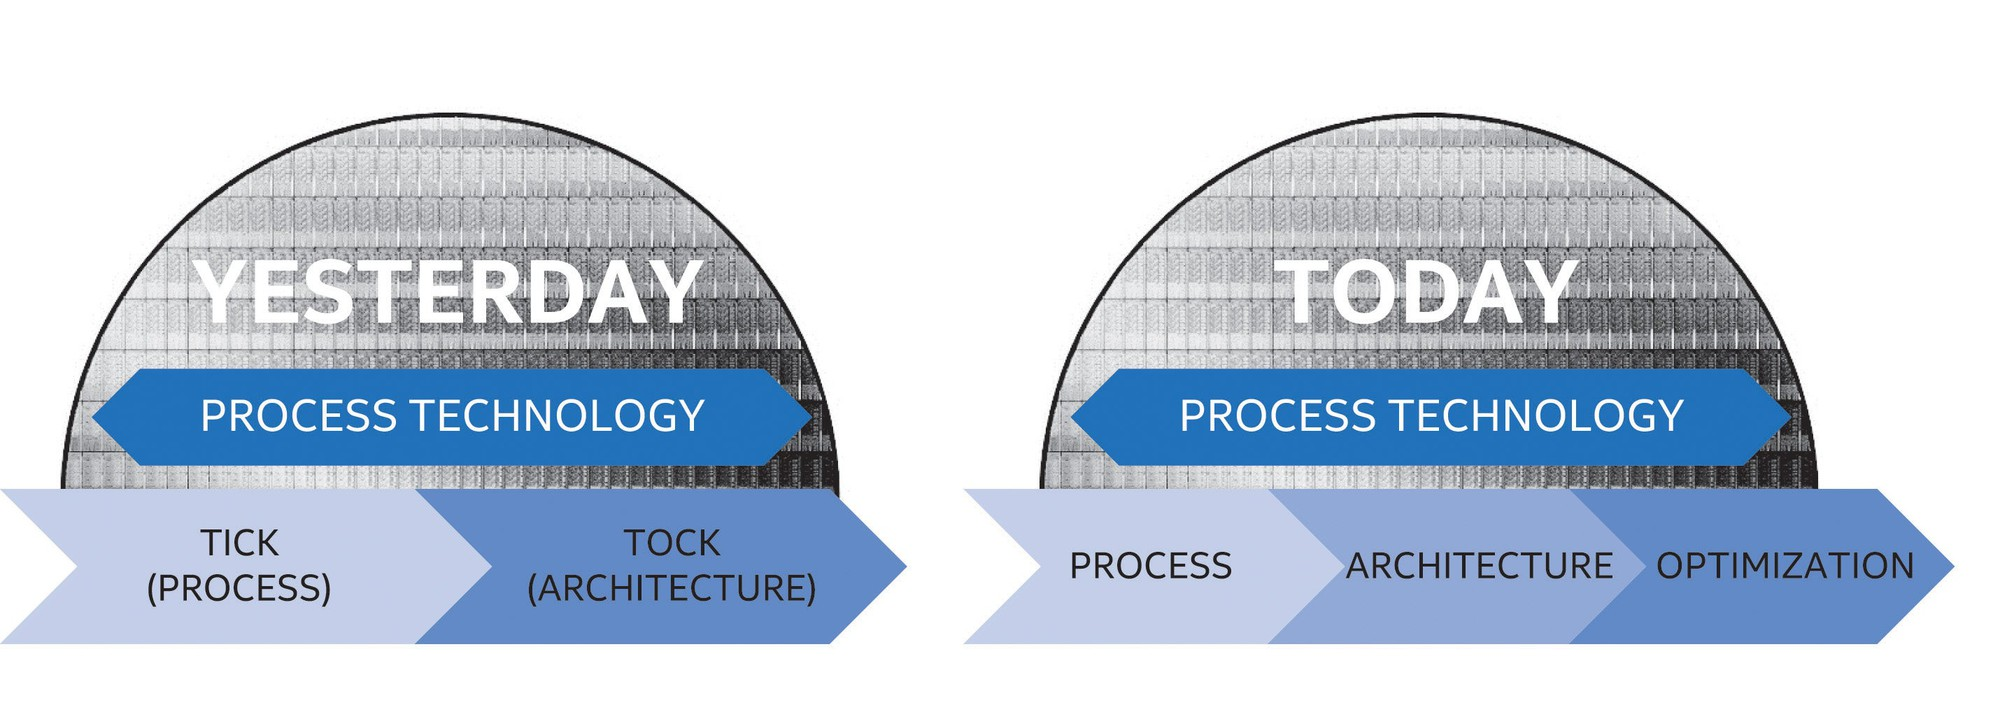 YESTERDAY
PROCESS TECHNOLOGY
TICK
(PROCESS)
TOCK
(ARCHITECTURE)
TODAY
PROCESS TECHNOLOGY
PROCESS
ARCHITECTURE
OPTIMIZATION